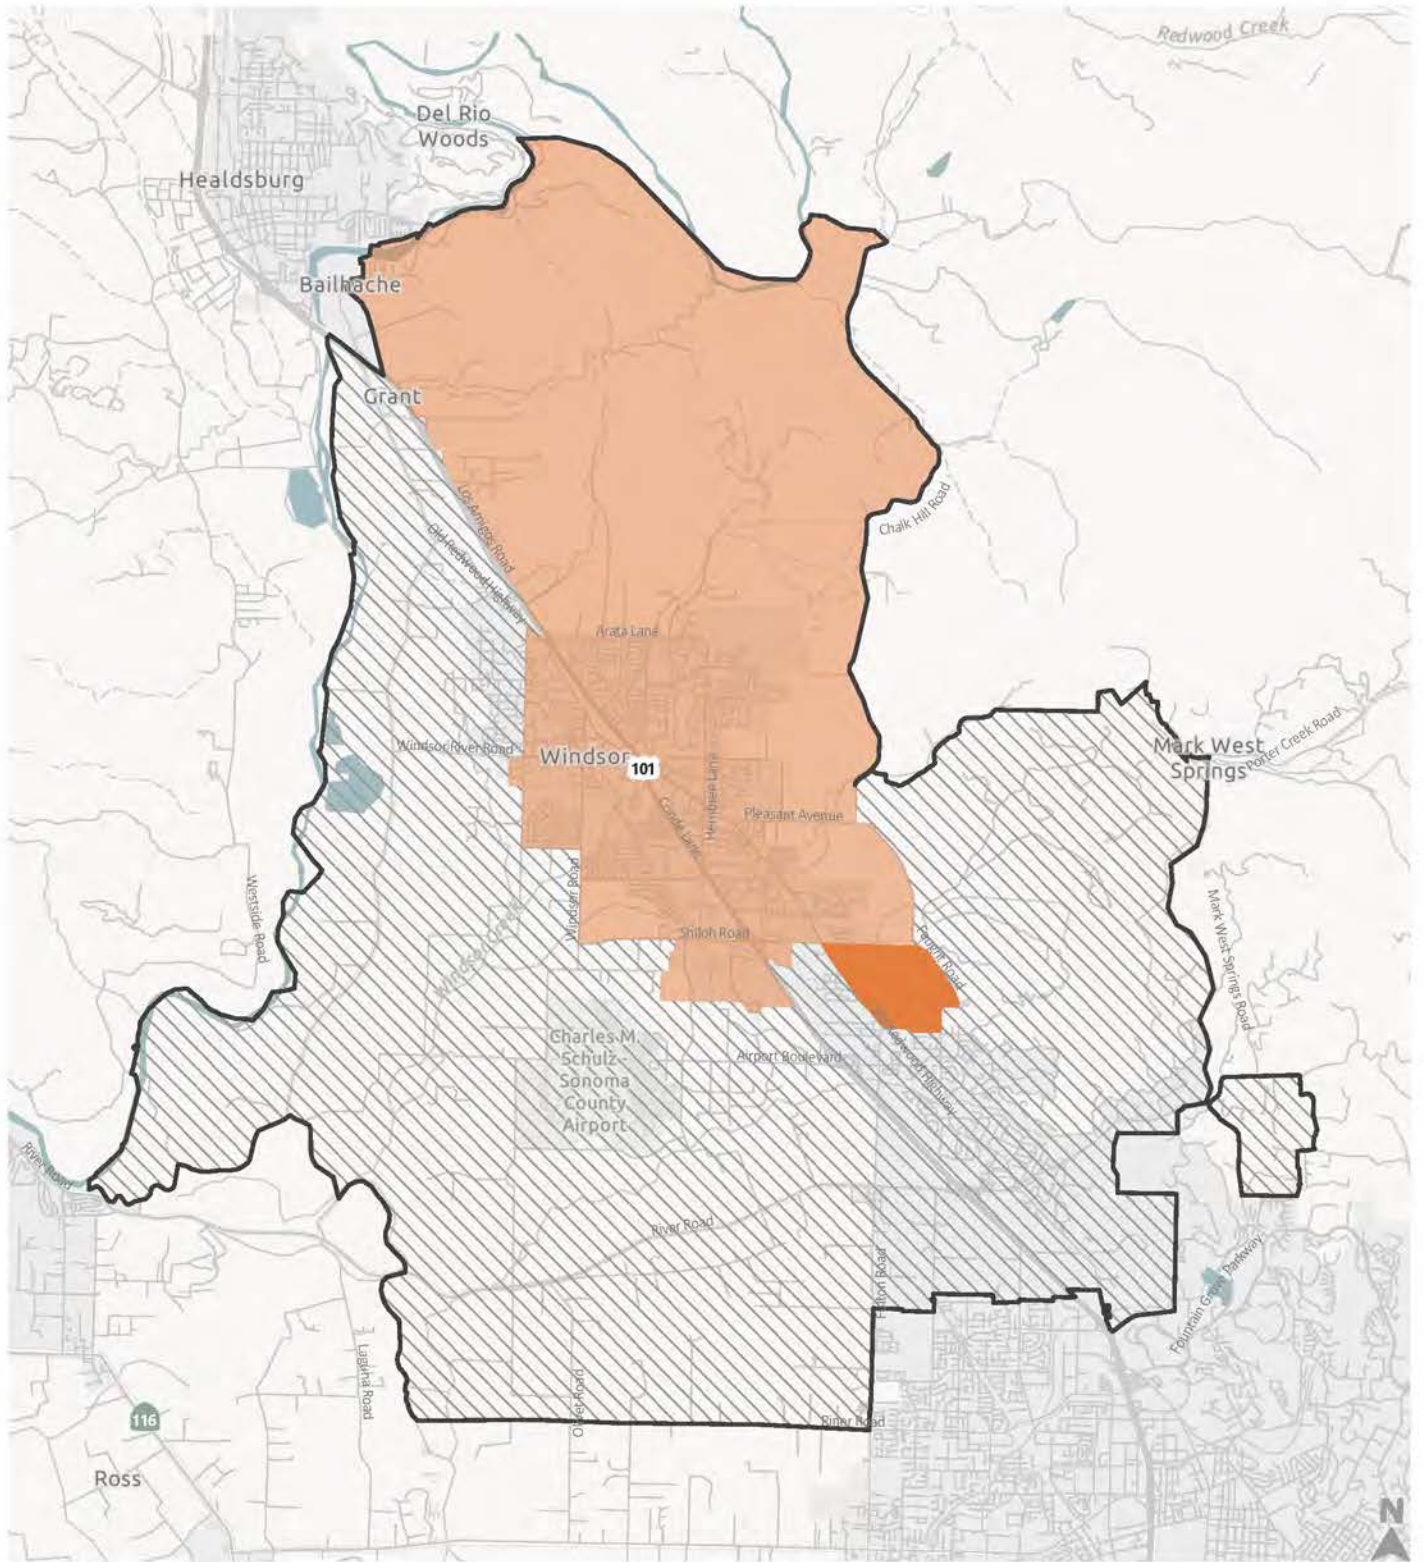 Redwood Creek
Del Rio
Woods
Healdsburg
Bailhache
Grant
Los Amigos Road
Old Redwood Highway
Chalk Hill Road
Arata Lane
Windsor River Road
Windsor
101
Hembree Lane
Conde Lane
Pleasant Avenue
Mark West
Springs
Porter Creek Road
Westside Road
Windsor Road
Windsor Creek
Shiloh Road
Faught Road
Mark West Springs Road
Charles M.
Schulz -
Sonoma
County
Airport
Airport Boulevard
Redwood Highway
River Road
River Road
Fulton Road
Fountain Grove Parkway
Laguna Road
Olivet Road
Piner Road
116
Ross
N